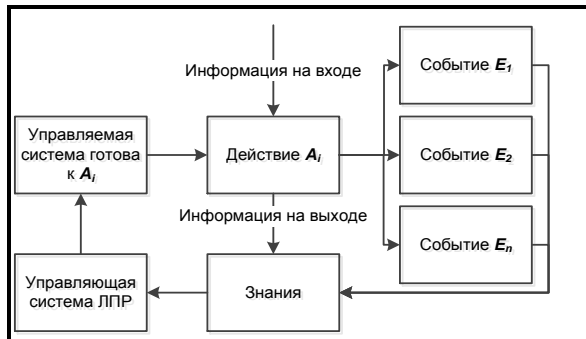 Информация на входе
Событие E1
Управляемая
система готова
к Ai
Действие Ai
Событие E2
Информация на выходе
Событие En
Управляющая
система ЛПР
Знания